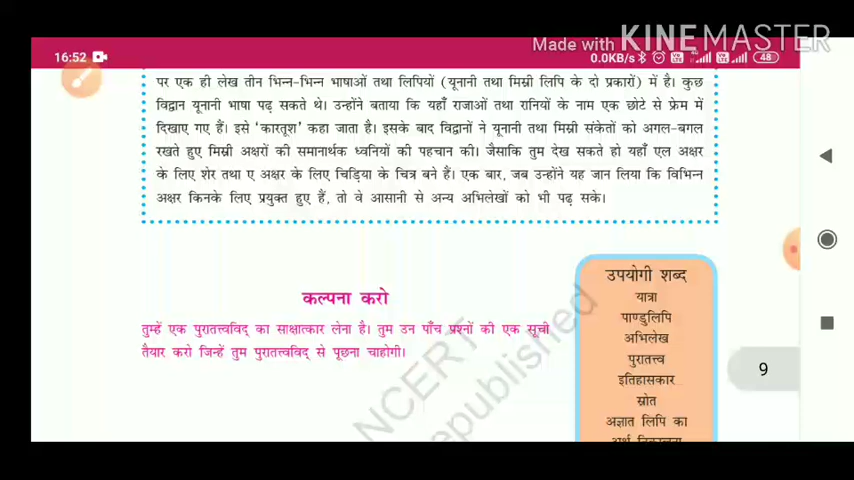 Made with KINEMASTER
16:52
0.0KB/s 48
पर एक ही लेख तीन भिन्न-भिन्न भाषाओं तथा लिपियों (यूनानी तथा मिस्री लिपि के दो प्रकारों) में है। कुछ
विद्वान यूनानी भाषा पढ़ सकते थे। उन्होंने बताया कि यहाँ राजाओं तथा रानियों के नाम एक छोटे से फ्रेम में
दिखाए गए हैं। इसे 'कारतूश' कहा जाता है। इसके बाद विद्वानों ने यूनानी तथा मिस्री संकेतों को अगल-बगल
रखते हुए मिस्री अक्षरों की समानार्थक ध्वनियों की पहचान की। जैसाकि तुम देख सकते हो यहाँ एल अक्षर
के लिए शेर तथा ए अक्षर के लिए चिड़िया के चित्र बने हैं। एक बार, जब उन्होंने यह जान लिया कि विभिन्न
अक्षर किनके लिए प्रयुक्त हुए हैं, तो वे आसानी से अन्य अभिलेखों को भी पढ़ सके।
कल्पना करो
तुम्हें एक पुरातत्त्वविद् का साक्षात्कार लेना है। तुम उन पाँच प्रश्नों की एक सूची
तैयार करो जिन्हें तुम पुरातत्त्वविद् से पूछना चाहोगी।
उपयोगी शब्द
यात्रा
पाण्डुलिपि
अभिलेख
पुरातत्त्व
इतिहासकार
स्रोत
अज्ञात लिपि का
अर्थ निकालना
9
NCERT
republished